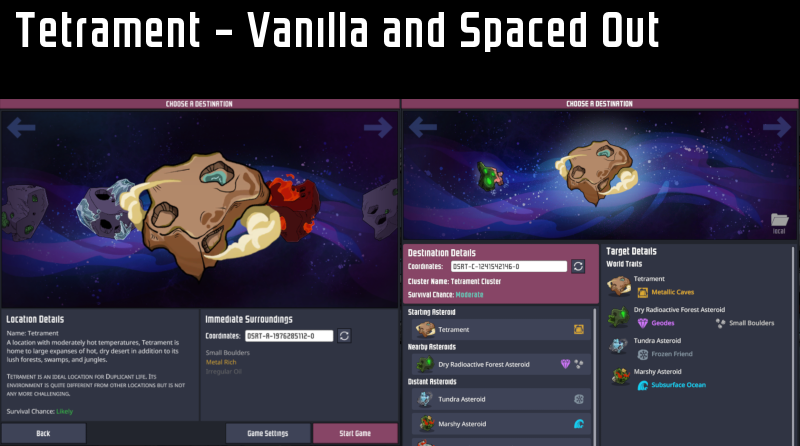 Tetrament - Vanilla and Spaced Out
CHOOSE A DESTINATION
Location Details
Name: Tetrament
A location with moderately hot temperatures, Tetrament is
home to large expanses of hot, dry desert in addition to its
lush forests, swamps, and jungles.
TETRAMENT IS AN IDEAL LOCATION FOR DUPLICANT LIFE. ITS
ENVIRONMENT IS QUITE DIFFERENT FROM OTHER LOCATIONS BUT IS NOT
ANY MORE CHALLENGING.
Survival Chance: Likely
Immediate Surroundings
Coordinates: DSRT-A-1976285112-0
Small Boulders
Metal Rich
Irregular Oil
Back
Game Settings
Start Game
CHOOSE A DESTINATION
local
Destination Details
Coordinates: DSRT-C-1241542146-0
Cluster Name: Tetrament Cluster
Survival Chance: Moderate
Starting Asteroid
Tetrament
Nearby Asteroids
Dry Radioactive Forest Asteroid
Distant Asteroids
Tundra Asteroid
Marshy Asteroid
Target Details
World Traits
Tetrament
Metallic Caves
Dry Radioactive Forest Asteroid
Geodes Small Boulders
Tundra Asteroid
Frozen Friend
Marshy Asteroid
Subsurface Ocean